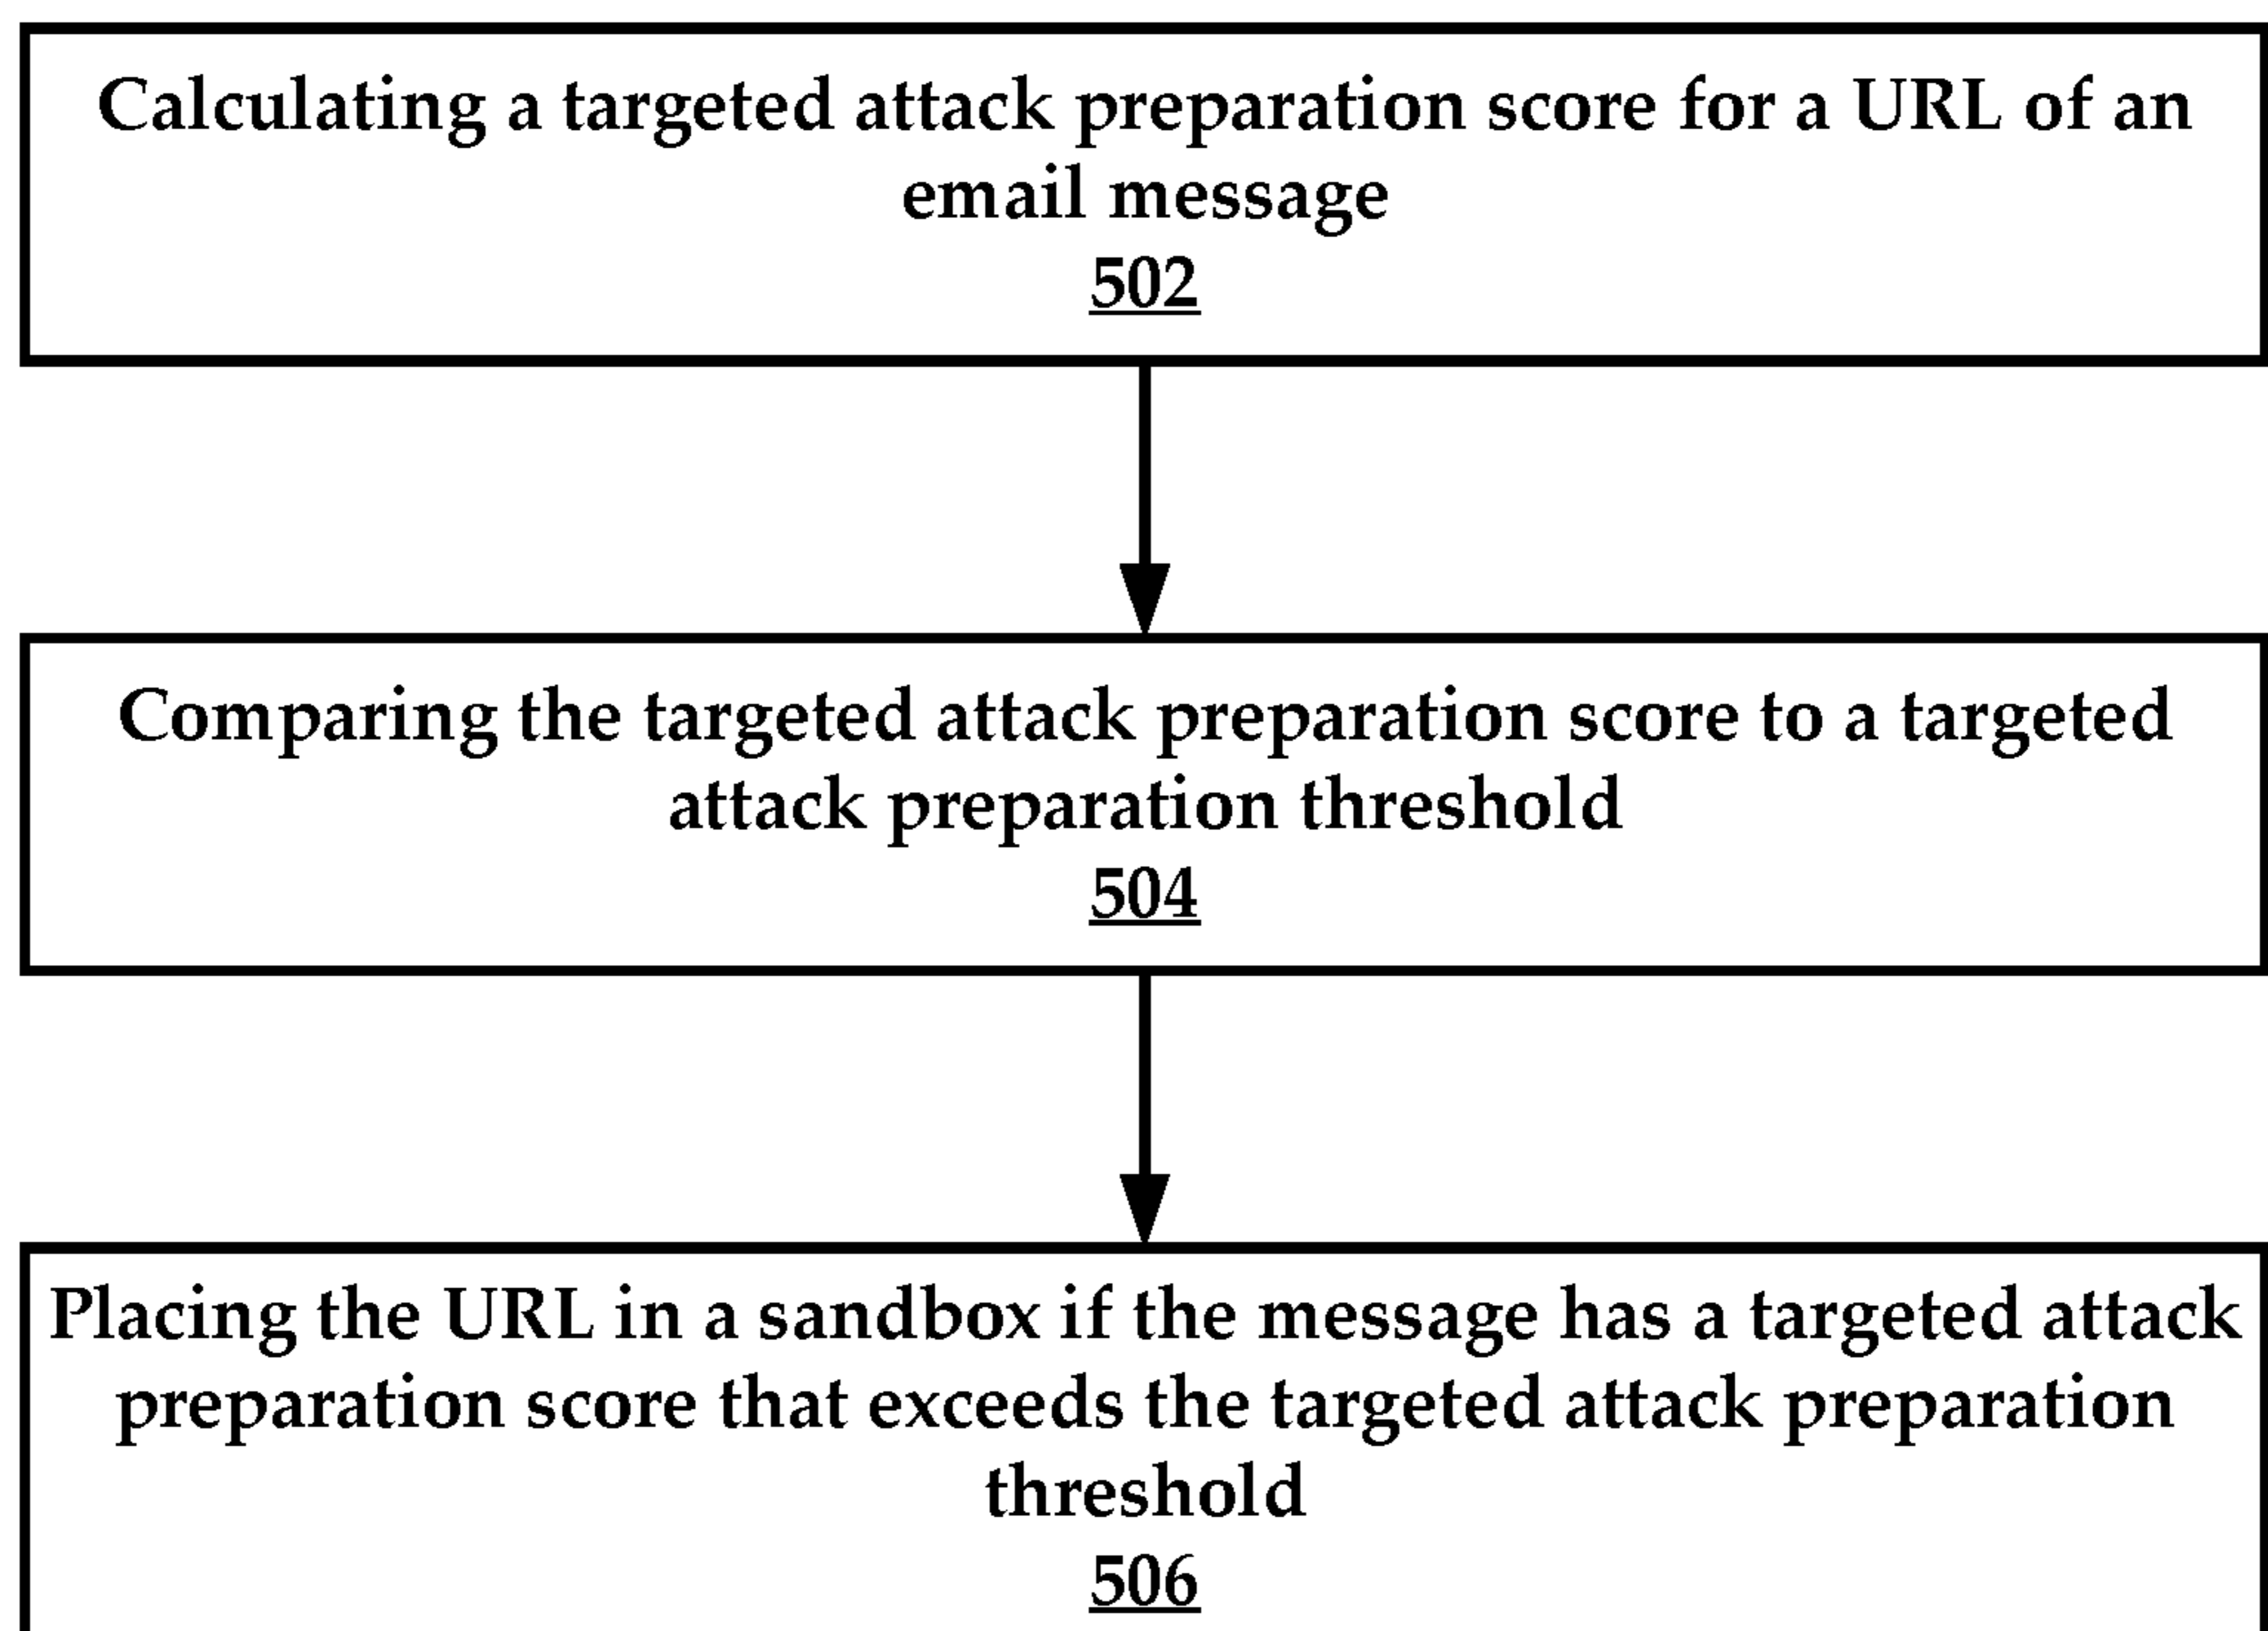 Calculating a targeted attack preparation score for a URL of an
email message
502
Comparing the targeted attack preparation score to a targeted
attack preparation threshold
504
Placing the URL in a sandbox if the message has a targeted attack
preparation score that exceeds the targeted attack preparation
threshold
506